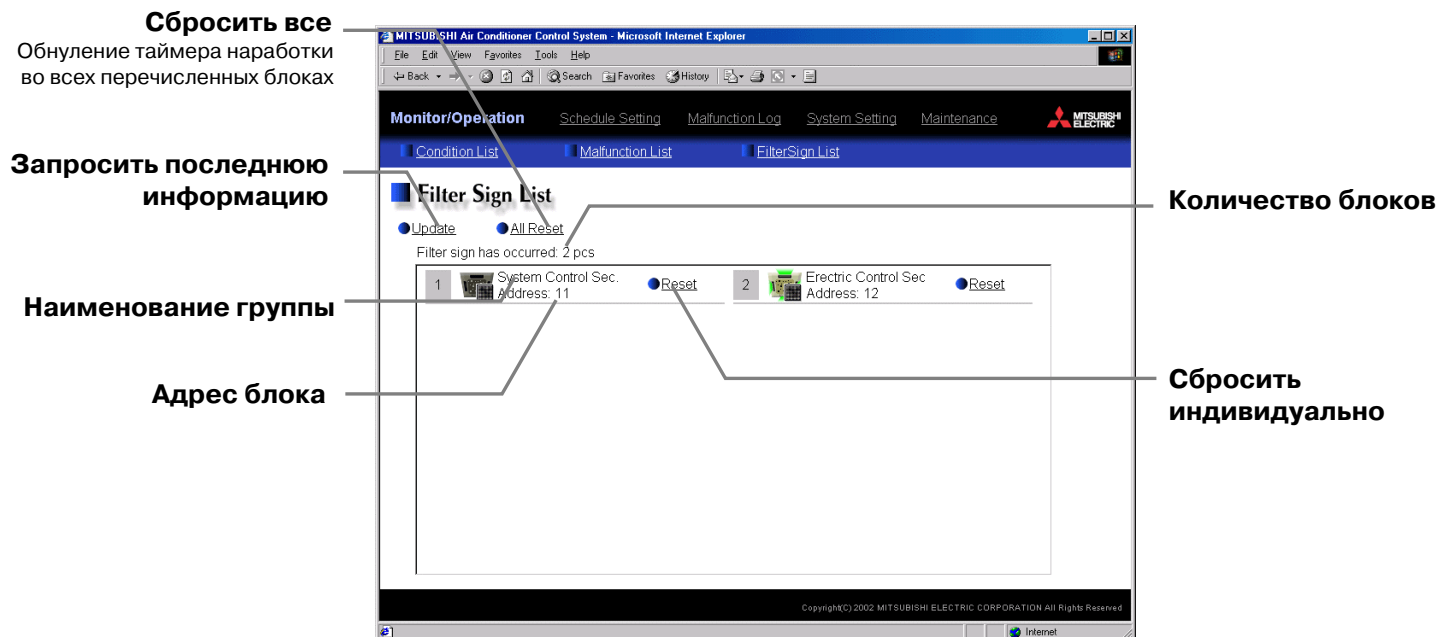 Сбросить все
Обнуление таймера наработки
во всех перечисленных блоках
Запросить последнюю
информацию
Наименование группы
Адрес блока
MITSUBISHI Air Conditioner Control System - Microsoft Internet Explorer
File Edit View Favorites Tools Help
Back Search Favorites History
Monitor/Operation Schedule Setting Malfunction Log System Setting Maintenance MITSUBISHI
ELECTRIC
Condition List Malfunction List FilterSign List
Filter Sign List
Update All Reset
Filter sign has occurred: 2 pcs
1 System Control Sec. Reset 2 Erectric Control Sec Reset
Address: 11 Address: 12
Copyright(C) 2002 MITSUBISHI ELECTRIC CORPORATION All Rights Reserved
Internet
Количество блоков
Сбросить
индивидуально